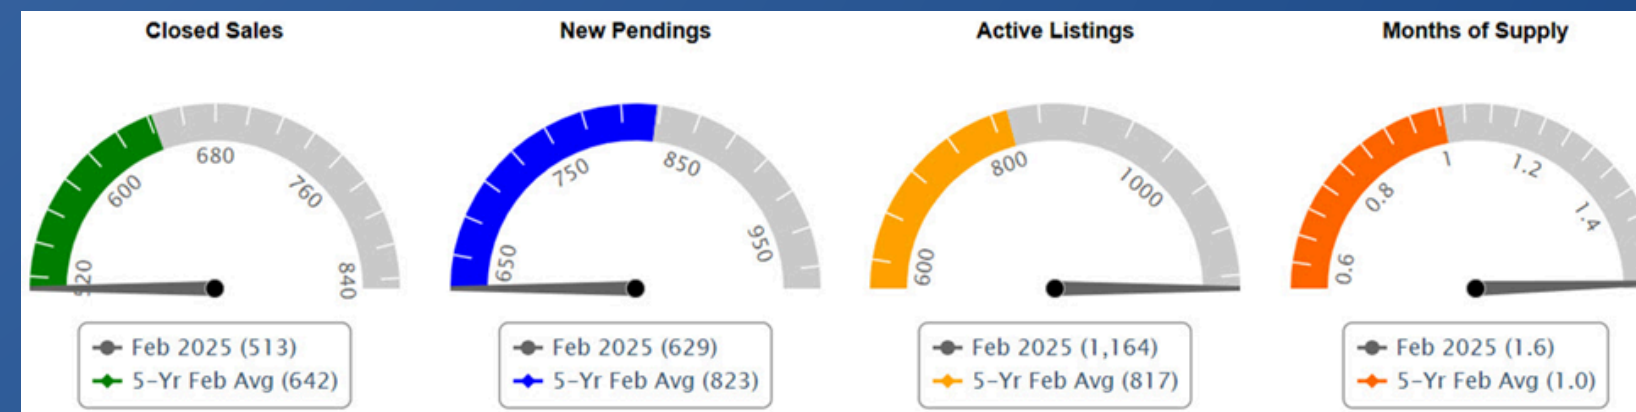 Closed Sales
520
600
680
760
840
Feb 2025 (513)
5-Yr Feb Avg (642)
New Pendings
650
750
850
950
Feb 2025 (629)
5-Yr Feb Avg (823)
Active Listings
600
800
1000
Feb 2025 (1,164)
5-Yr Feb Avg (817)
Months of Supply
0.6
0.8
1
1.2
1.4
Feb 2025 (1.6)
5-Yr Feb Avg (1.0)